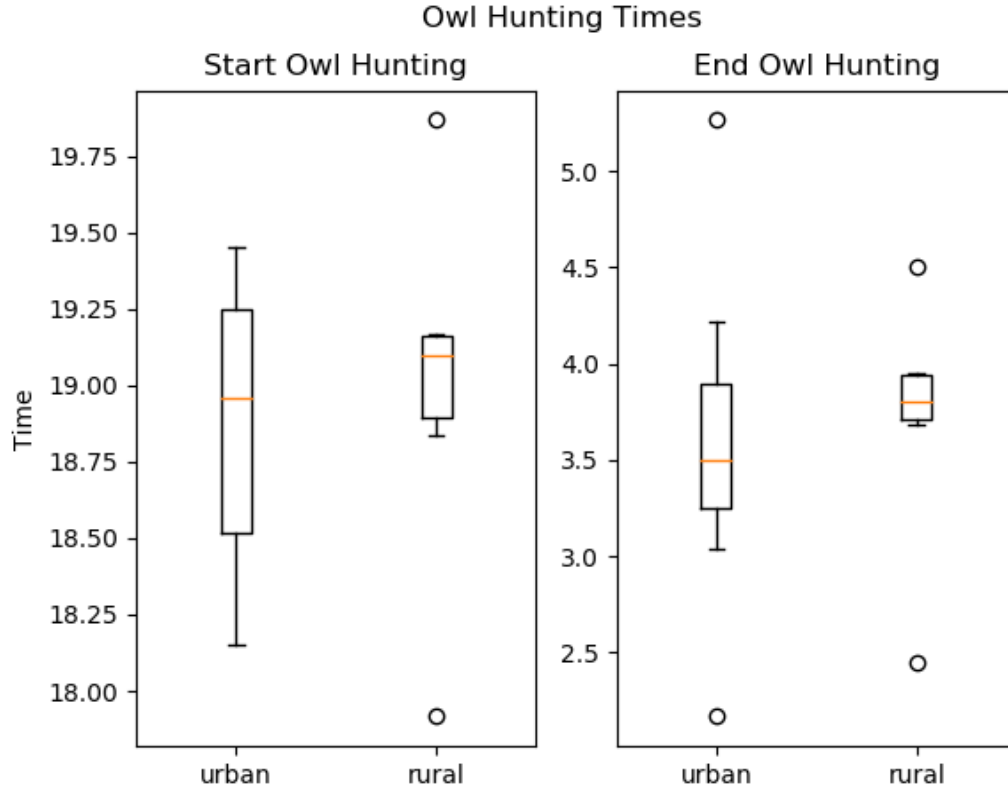 Owl Hunting Times
Start Owl Hunting
End Owl Hunting
Time
19.75
19.50
19.25
19.00
18.75
18.50
18.25
18.00
urban
rural
5.0
4.5
4.0
3.5
3.0
2.5
urban
rural